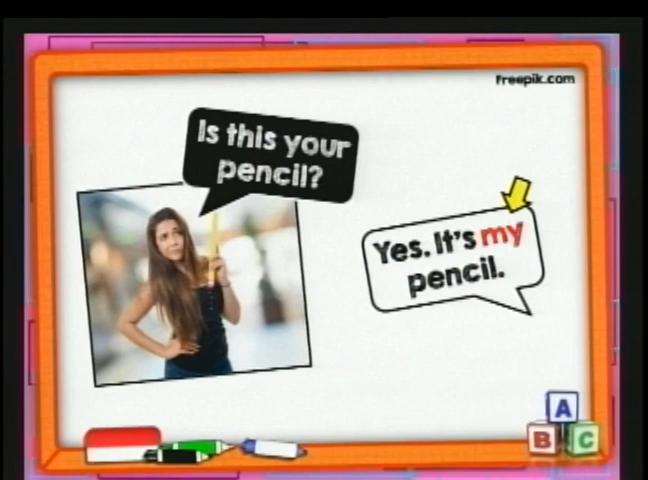 Freepik.com
Is this your
pencil?
Yes. It's my
pencil.
A
B C